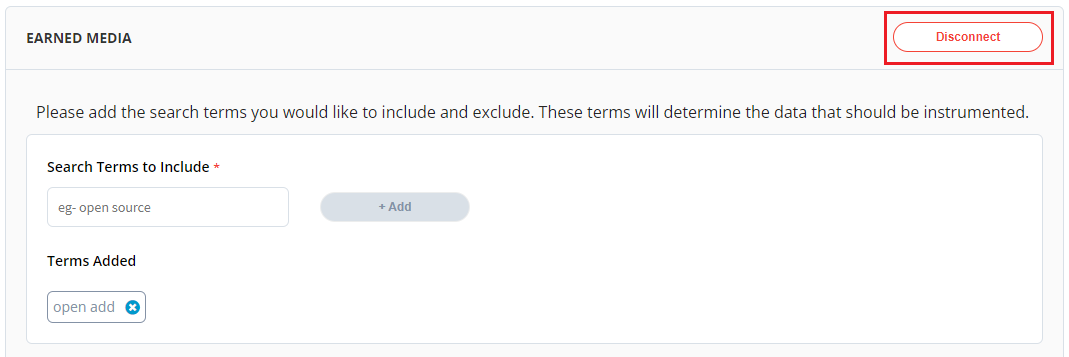 EARNED MEDIA
Disconnect
Please add the search terms you would like to include and exclude. These terms will determine the data that should be instrumented.
Search Terms to Include *
eg- open source
+ Add
Terms Added
open add